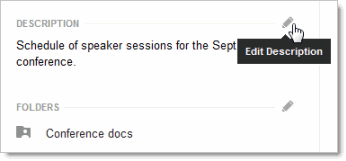 DESCRIPTION
Schedule of speaker sessions for the Sept
conference.
Edit Description
FOLDERS
Conference docs